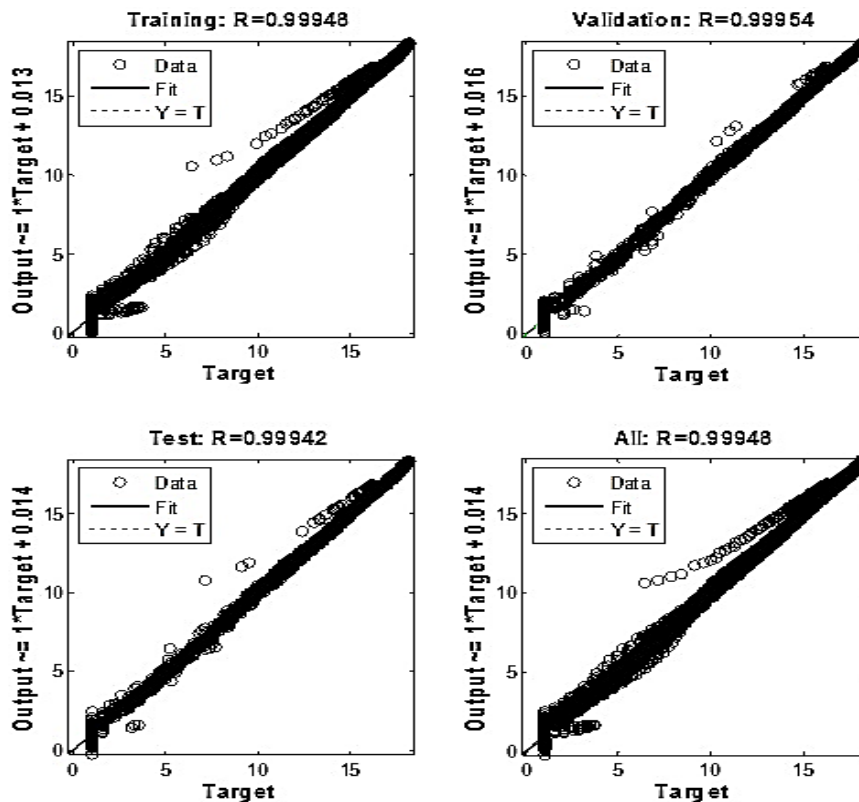 Training: R=0.99948
Output ~= 1*Target + 0.013
Data
Fit
Y = T
15
10
5
0
0 5 10 15
Target
Validation: R=0.99954
Output ~= 1*Target + 0.016
Data
Fit
Y = T
15
10
5
0
0 5 10 15
Target
Test: R=0.99942
Output ~= 1*Target + 0.014
Data
Fit
Y = T
15
10
5
0
0 5 10 15
Target
All: R=0.99948
Output ~= 1*Target + 0.014
Data
Fit
Y = T
15
10
5
0
0 5 10 15
Target